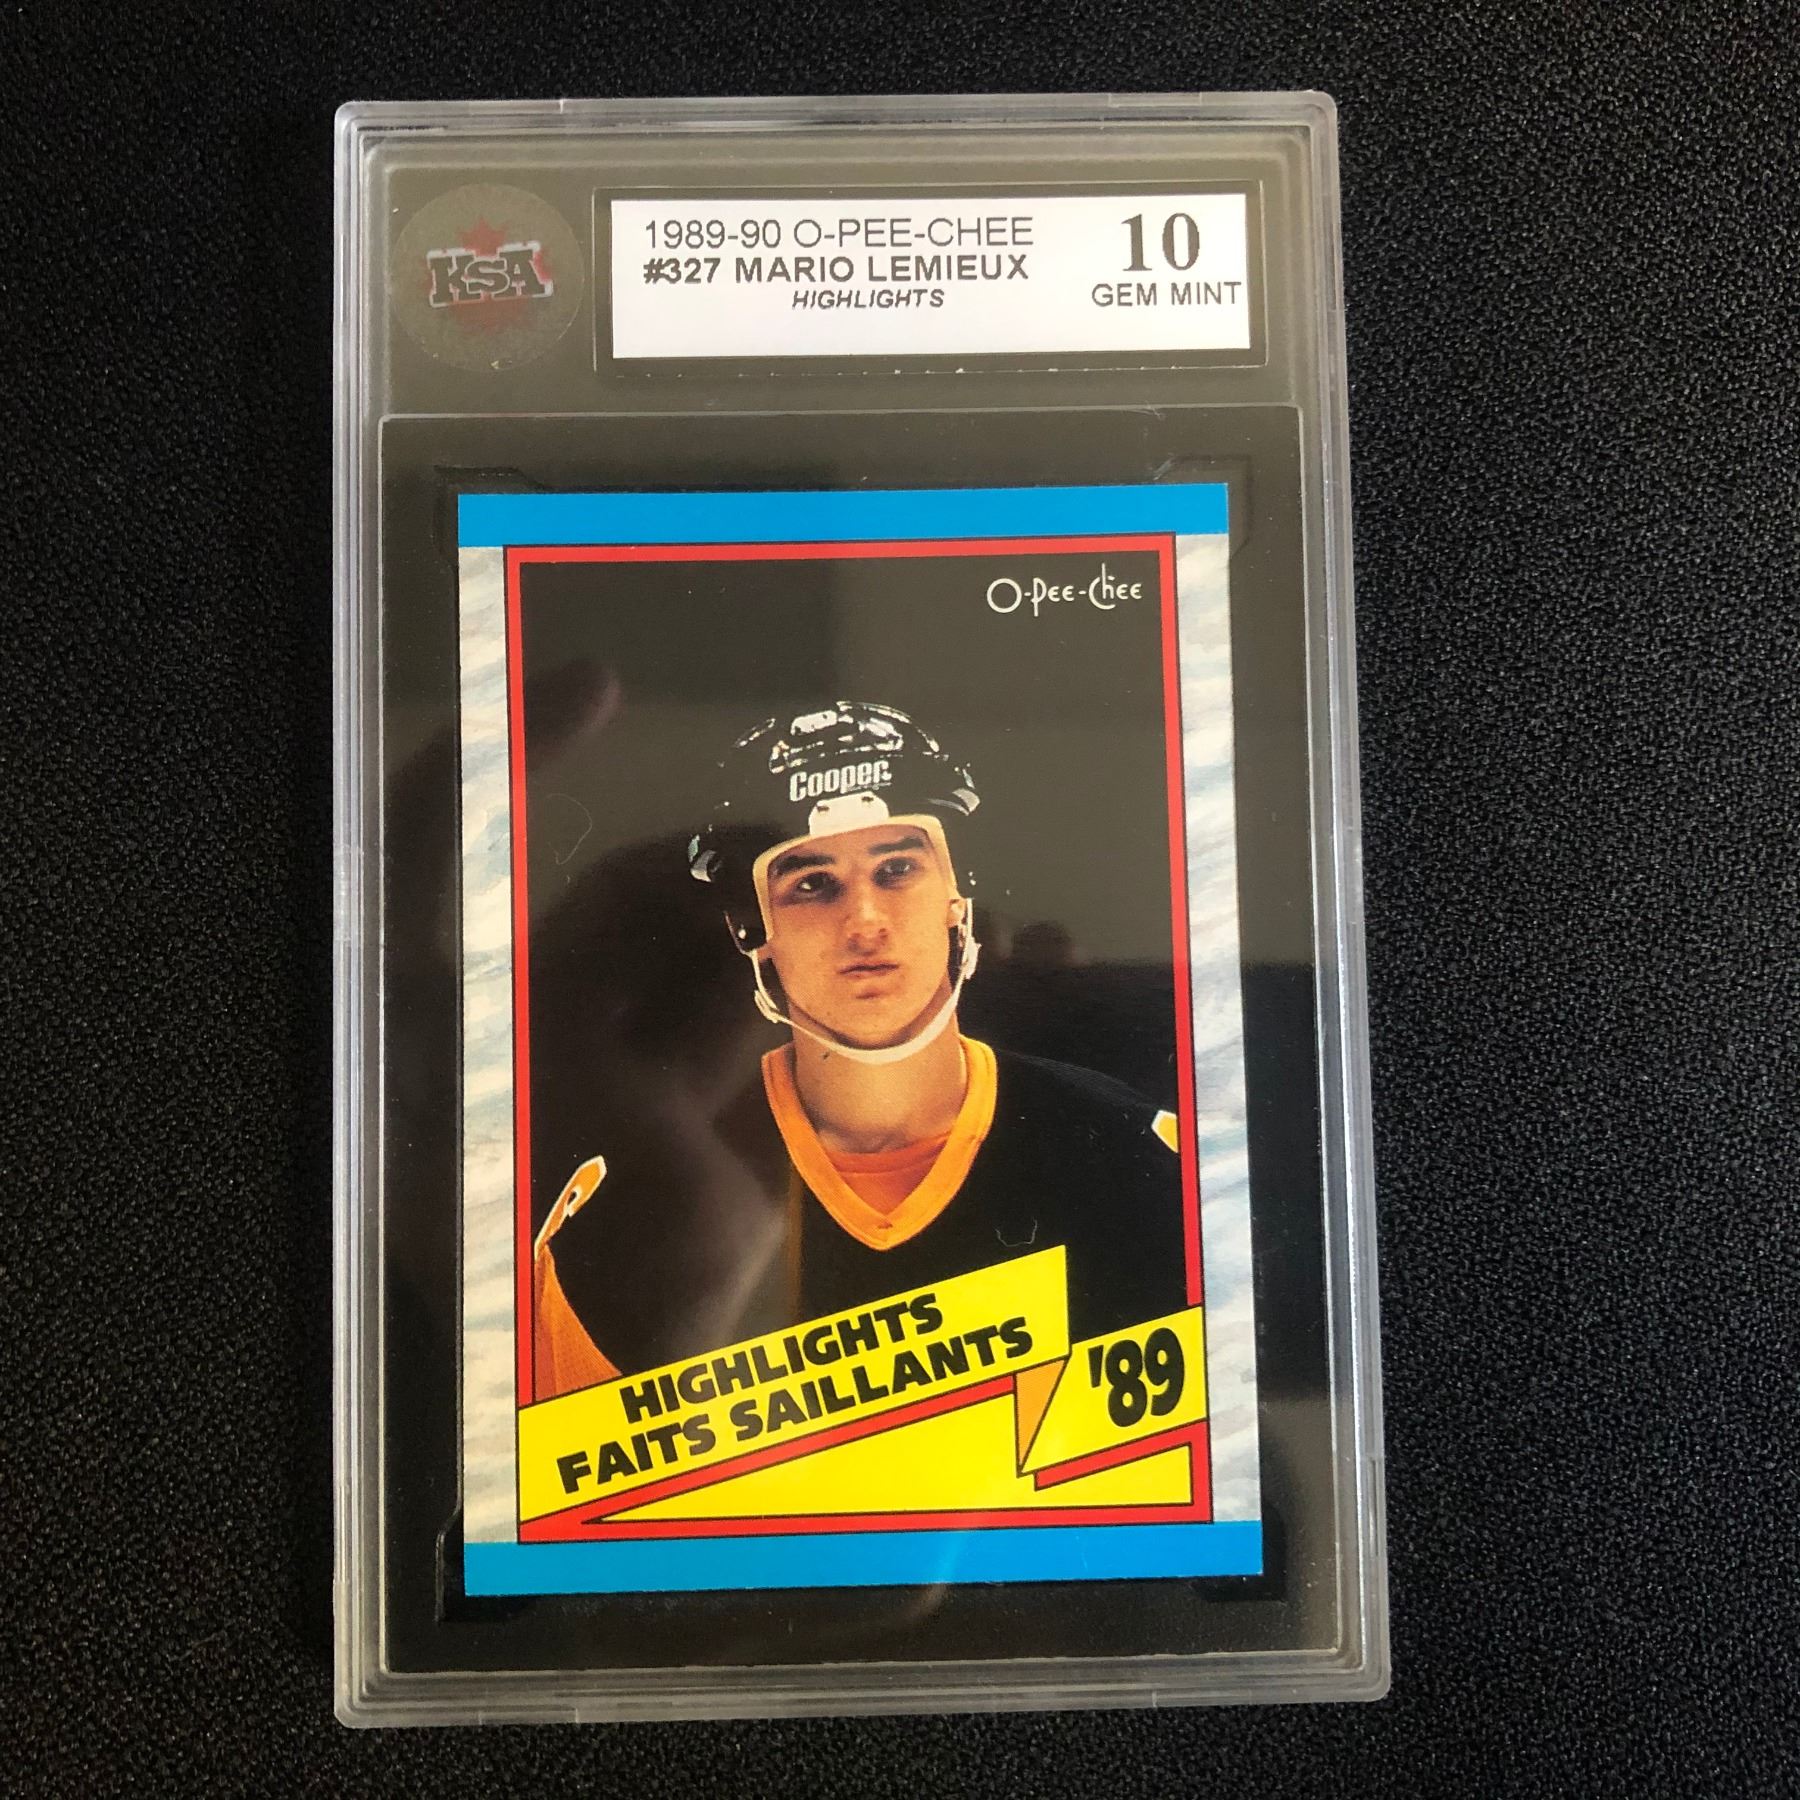 KSA
1989-90 O-PEE-CHEE
#327 MARIO LEMIEUX
HIGHLIGHTS
10
GEM MINT
O-Pee-Chee
Cooper
HIGHLIGHTS
FAITS SAILLANTS
'89